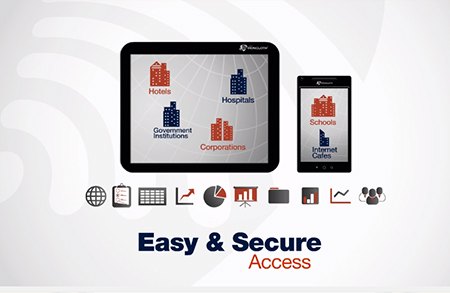 Hotels
Hospitals
Government
Institutions
Corporations
Schools
Internet
Cafes
Easy & Secure
Access